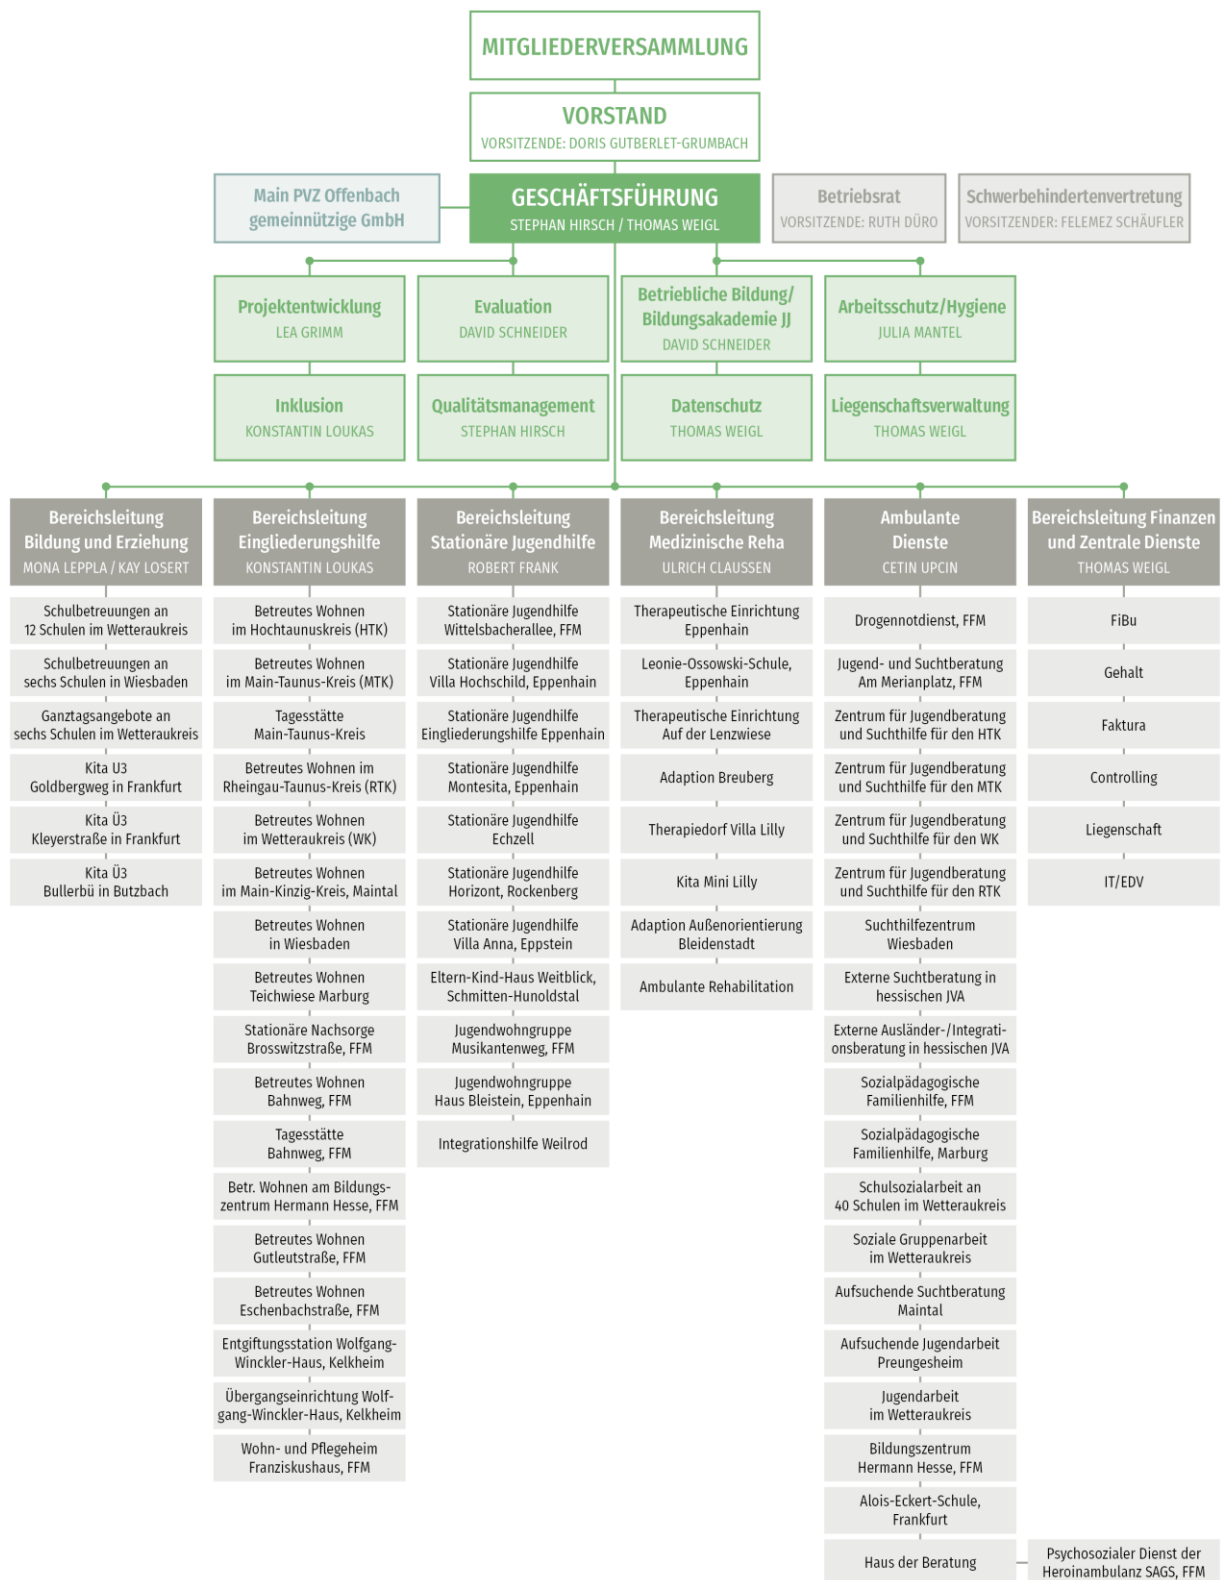 MITGLIEDERVERSAMMLUNG
VORSTAND
VORSITZENDE: DORIS GUTBERLET-GRUMBACH
Main PVZ Offenbach
gemeinnützige GmbH
GESCHÄFTSFÜHRUNG
STEPHAN HIRSCH / THOMAS WEIGL
Betriebsrat
VORSITZENDE: RUTH DÜRO
Schwerbehindertenvertretung
VORSITZENDER: FELEMEZ SCHÄUFLER
Projektentwicklung
LEA GRIMM
Evaluation
DAVID SCHNEIDER
Betriebliche Bildung/
Bildungsakademie JJ
DAVID SCHNEIDER
Arbeitsschutz/Hygiene
JULIA MANTEL
Inklusion
KONSTANTIN LOUKAS
Qualitätsmanagement
STEPHAN HIRSCH
Datenschutz
THOMAS WEIGL
Liegenschaftsverwaltung
THOMAS WEIGL
Bereichsleitung
Bildung und Erziehung
MONA LEPPLA / KAY LOSERT
Schulbetreuungen an
12 Schulen im Wetteraukreis
Schulbetreuungen an
sechs Schulen in Wiesbaden
Ganztagsangebote an
sechs Schulen im Wetteraukreis
Kita U3
Goldbergweg in Frankfurt
Kita Ü3
Kleyerstraße in Frankfurt
Kita Ü3
Bullerbü in Butzbach
Bereichsleitung
Eingliederungshilfe
KONSTANTIN LOUKAS
Betreutes Wohnen
im Hochtaunuskreis (HTK)
Betreutes Wohnen
im Main-Taunus-Kreis (MTK)
Tagesstätte
Main-Taunus-Kreis
Betreutes Wohnen im
Rheingau-Taunus-Kreis (RTK)
Betreutes Wohnen
im Wetteraukreis (WK)
Betreutes Wohnen
im Main-Kinzig-Kreis, Maintal
Betreutes Wohnen
in Wiesbaden
Betreutes Wohnen
Teichwiese Marburg
Stationäre Nachsorge
Brosswitzstraße, FFM
Betreutes Wohnen
Bahnweg, FFM
Tagesstätte
Bahnweg, FFM
Betr. Wohnen am Bildungs-
zentrum Hermann Hesse, FFM
Betreutes Wohnen
Gutleutstraße, FFM
Betreutes Wohnen
Eschenbachstraße, FFM
Entgiftungsstation Wolfgang-
Winckler-Haus, Kelkheim
Übergangseinrichtung Wolf-
gang-Winckler-Haus, Kelkheim
Wohn- und Pflegeheim
Franziskushaus, FFM
Bereichsleitung
Stationäre Jugendhilfe
ROBERT FRANK
Stationäre Jugendhilfe
Wittelsbacherallee, FFM
Stationäre Jugendhilfe
Villa Hochschild, Eppenhain
Stationäre Jugendhilfe
Eingliederungshilfe Eppenhain
Stationäre Jugendhilfe
Montesita, Eppenhain
Stationäre Jugendhilfe
Echzell
Stationäre Jugendhilfe
Horizont, Rockenberg
Stationäre Jugendhilfe
Villa Anna, Eppstein
Eltern-Kind-Haus Weitblick,
Schmitten-Hunoldstal
Jugendwohngruppe
Musikantenweg, FFM
Jugendwohngruppe
Haus Bleistein, Eppenhain
Integrationshilfe Weilrod
Bereichsleitung
Medizinische Reha
ULRICH CLAUSSEN
Therapeutische Einrichtung
Eppenhain
Leonie-Ossowski-Schule,
Eppenhain
Therapeutische Einrichtung
Auf der Lenzwiese
Adaption Breuberg
Therapiedorf Villa Lilly
Kita Mini Lilly
Adaption Außenorientierung
Bleidenstadt
Ambulante Rehabilitation
Ambulante
Dienste
CETIN UPCIN
Drogennotdienst, FFM
Jugend- und Suchtberatung
Am Merianplatz, FFM
Zentrum für Jugendberatung
und Suchthilfe für den HTK
Zentrum für Jugendberatung
und Suchthilfe für den MTK
Zentrum für Jugendberatung
und Suchthilfe für den WK
Zentrum für Jugendberatung
und Suchthilfe für den RTK
Suchthilfezentrum
Wiesbaden
Externe Suchtberatung in
hessischen JVA
Externe Ausländer-/Integrati-
onsberatung in hessischen JVA
Sozialpädagogische
Familienhilfe, FFM
Sozialpädagogische
Familienhilfe, Marburg
Schulsozialarbeit an
40 Schulen im Wetteraukreis
Soziale Gruppenarbeit
im Wetteraukreis
Aufsuchende Suchtberatung
Maintal
Aufsuchende Jugendarbeit
Preungesheim
Jugendarbeit
im Wetteraukreis
Bildungszentrum
Hermann Hesse, FFM
Alois-Eckert-Schule,
Frankfurt
Haus der Beratung
Bereichsleitung Finanzen
und Zentrale Dienste
THOMAS WEIGL
FiBu
Gehalt
Faktura
Controlling
Liegenschaft
IT/EDV
Psychosozialer Dienst der
Heroinambulanz SAGS, FFM